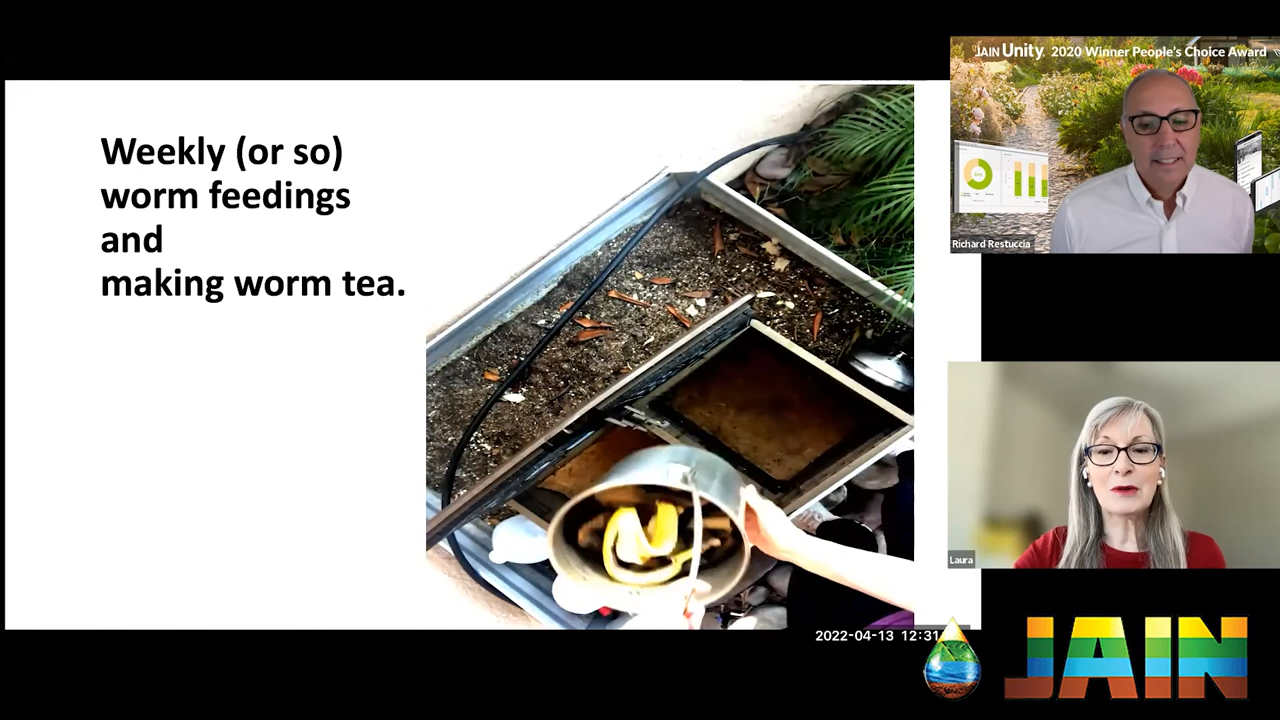 Weekly (or so)
worm feedings
and
making worm tea.
JAIN Unity. 2020 Winner People's Choice Award
Richard Restuccia
Laura
2022-04-13 12:31
JAIN